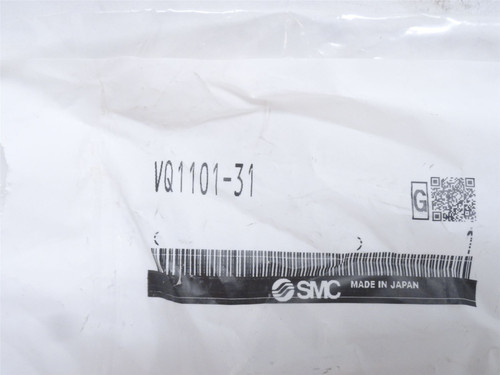 VQ1101-31
G
SMC MADE IN JAPAN